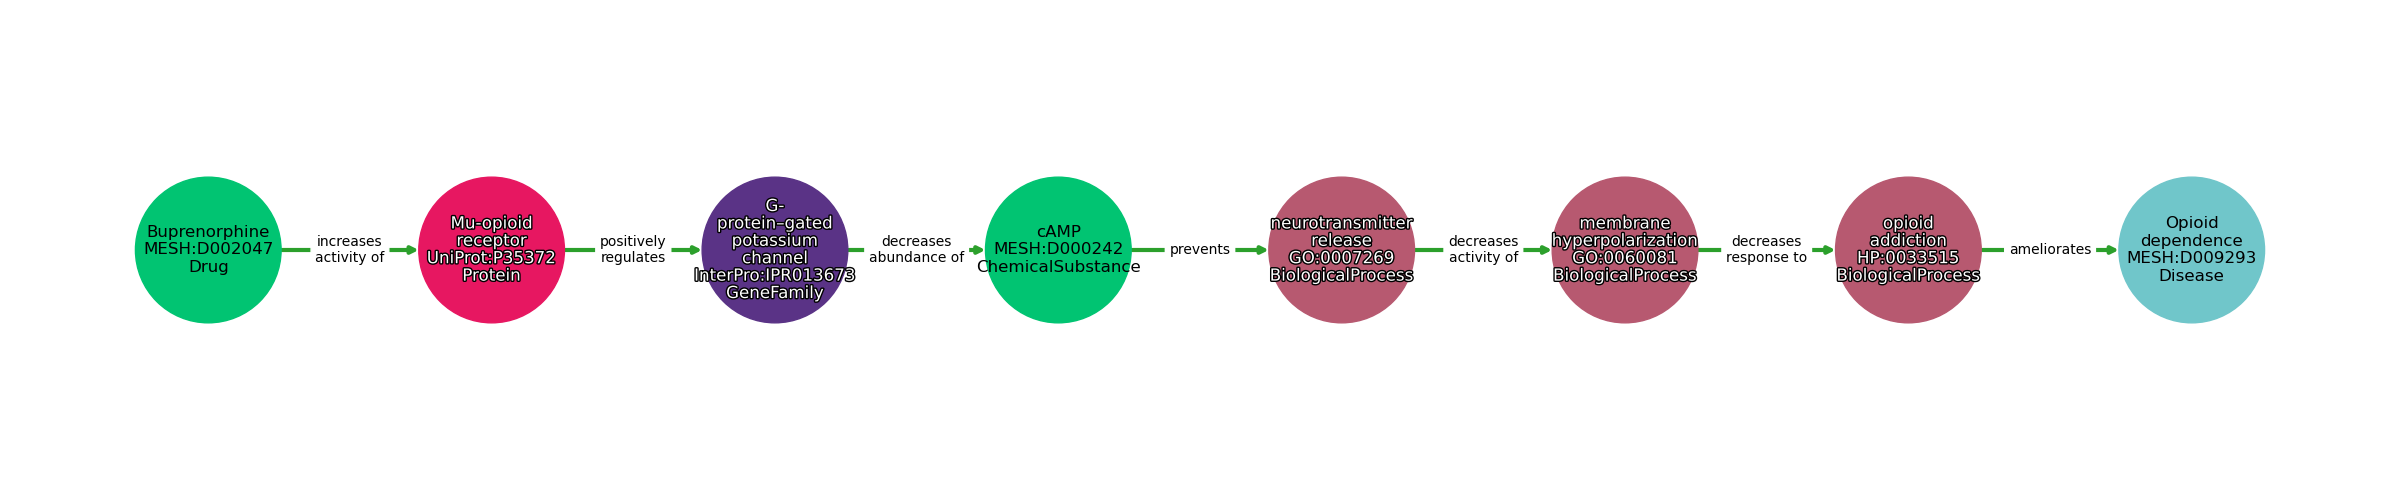 Buprenorphine
MESH:D002047
Drug
increases
activity of
Mu-opioid
receptor
UniProt:P35372
Protein
positively
regulates
G-
protein–gated
potassium
channel
InterPro:IPR013673
GeneFamily
decreases
abundance of
cAMP
MESH:D000242
ChemicalSubstance
prevents
neurotransmitter
release
GO:0007269
BiologicalProcess
decreases
activity of
membrane
hyperpolarization
GO:0060081
BiologicalProcess
decreases
response to
opioid
addiction
HP:0033515
BiologicalProcess
ameliorates
Opioid
dependence
MESH:D009293
Disease